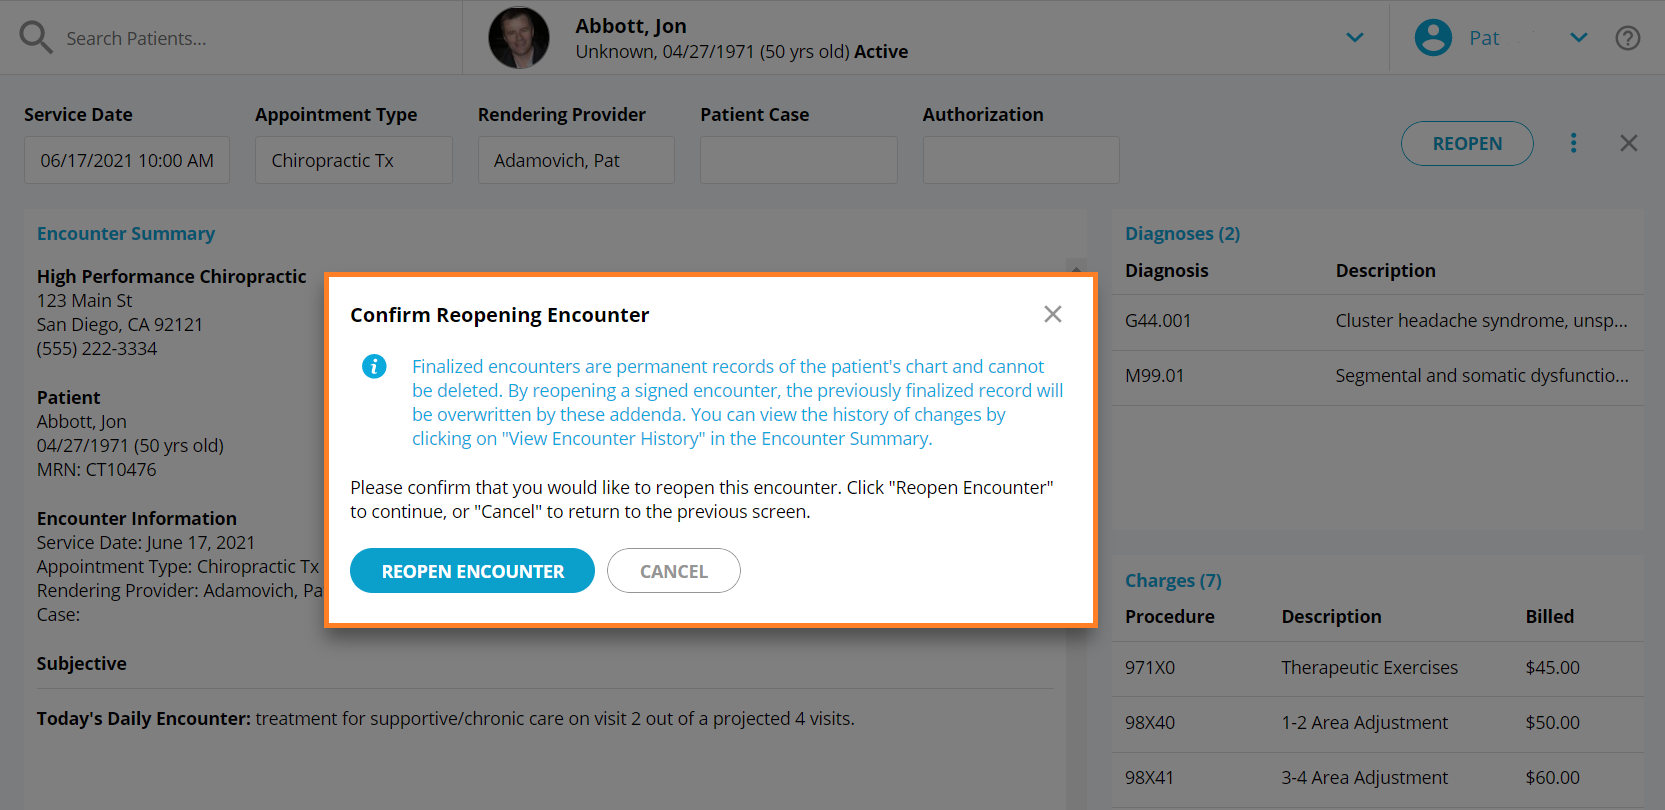 Search Patients...
Abbott, Jon
Unknown, 04/27/1971 (50 yrs old) Active
Pat
Service Date
Appointment Type
Rendering Provider
Patient Case
Authorization
06/17/2021 10:00 AM
Chiropractic Tx
Adamovich, Pat
REOPEN
Encounter Summary
High Performance Chiropractic
123 Main St
San Diego, CA 92121
(555) 222-3334
Patient
Abbott, Jon
04/27/1971 (50 yrs old)
MRN: CT10476
Encounter Information
Service Date: June 17, 2021
Appointment Type: Chiropractic Tx
Rendering Provider: Adamovich, Pa
Case:
Subjective
Today's Daily Encounter: treatment for supportive/chronic care on visit 2 out of a projected 4 visits.
Confirm Reopening Encounter
Finalized encounters are permanent records of the patient's chart and cannot
be deleted. By reopening a signed encounter, the previously finalized record will
be overwritten by these addenda. You can view the history of changes by
clicking on "View Encounter History" in the Encounter Summary.
Please confirm that you would like to reopen this encounter. Click "Reopen Encounter"
to continue, or "Cancel" to return to the previous screen.
REOPEN ENCOUNTER
CANCEL
Diagnoses (2)
Diagnosis Description
G44.001 Cluster headache syndrome, unsp...
M99.01 Segmental and somatic dysfunctio...
Charges (7)
Procedure Description Billed
971X0 Therapeutic Exercises $45.00
98X40 1-2 Area Adjustment $50.00
98X41 3-4 Area Adjustment $60.00